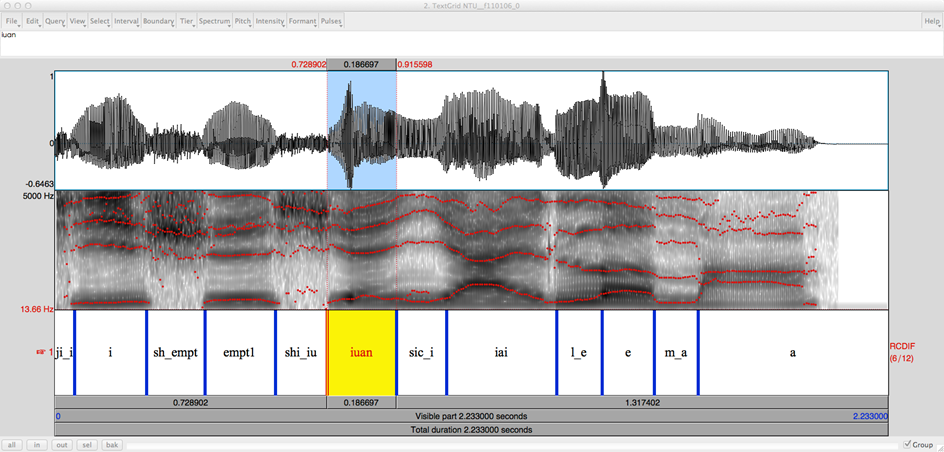 2. TextGrid NTU__f110106_0
File Edit Query View Select Interval Boundary Tier Spectrum Pitch Intensity Formant Pulses Help
iuan
0.728902 0.186697 0.915598
1
0
-0.6463
5000 Hz
13.66 Hz
1 ji_i i sh_empt empt1 shi_iu iuan sic_i iai l_e e m_a a RCDIF
(6/12)
0.728902 0.186697 1.317402
0 Visible part 2.233000 seconds 2.233000
Total duration 2.233000 seconds
all in out sel bak Group